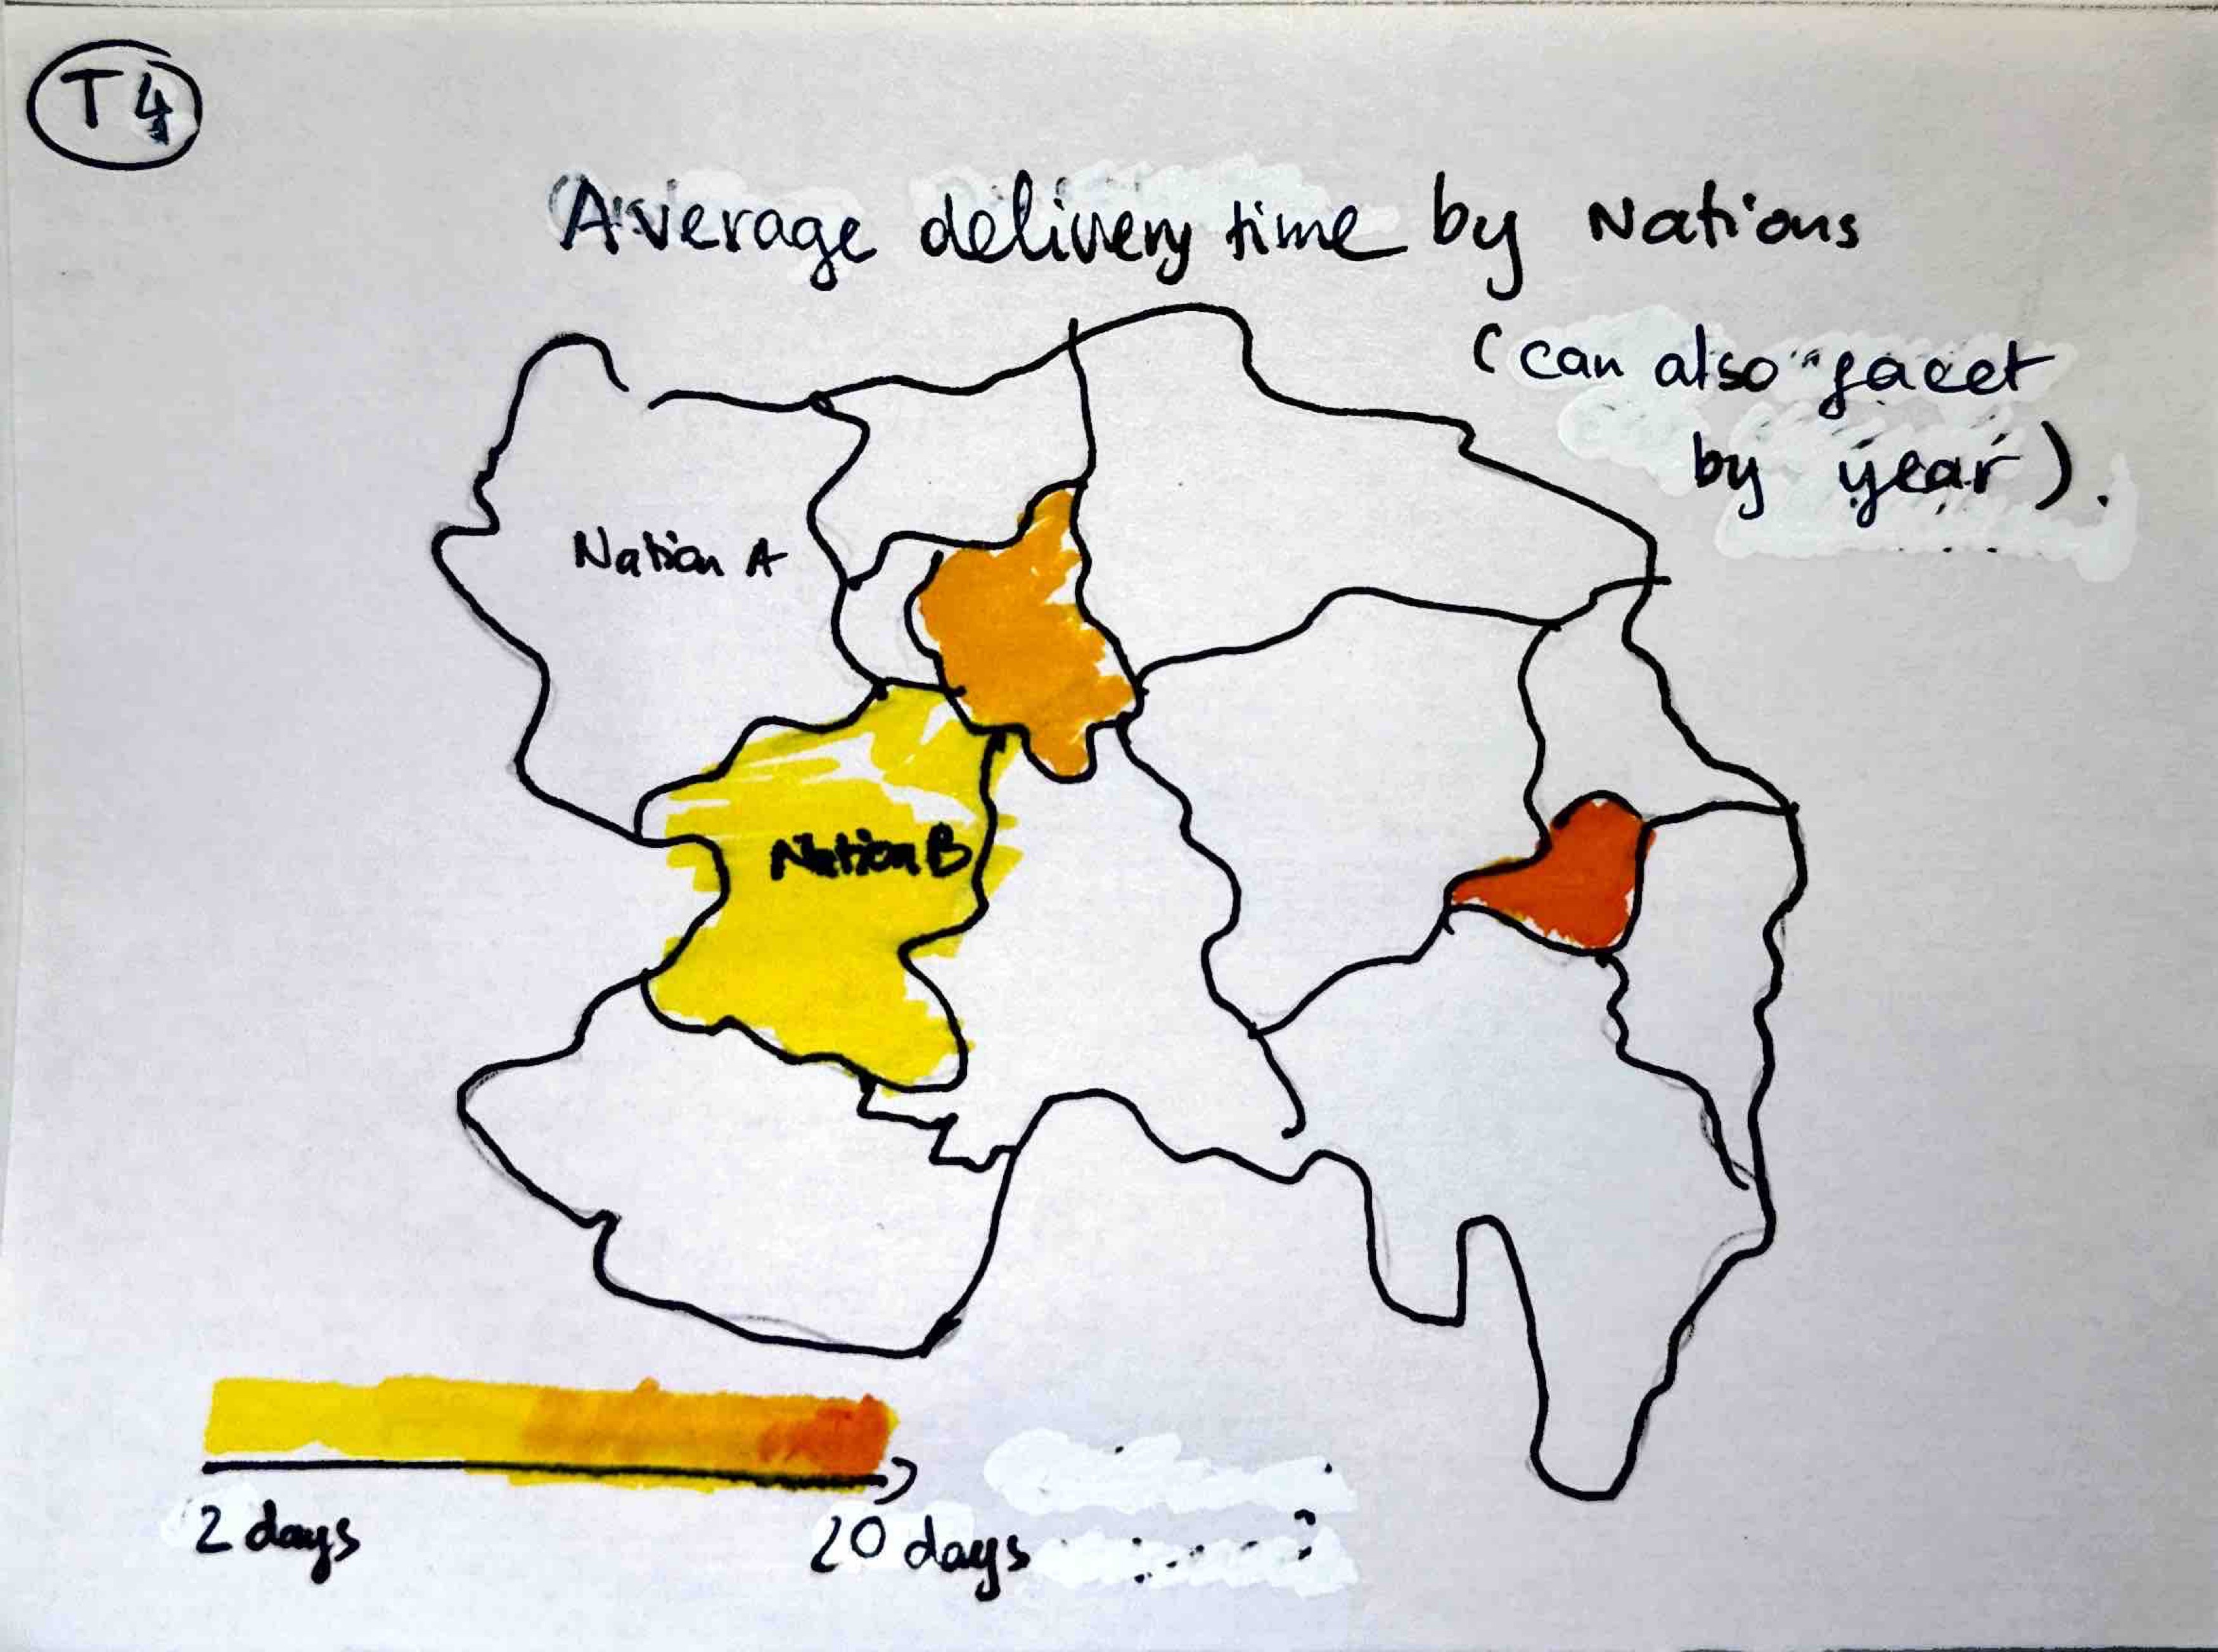 T4
Average delivery time by Nations
(can also facet
by year).
Nation A
Nation B
2 days
20 days